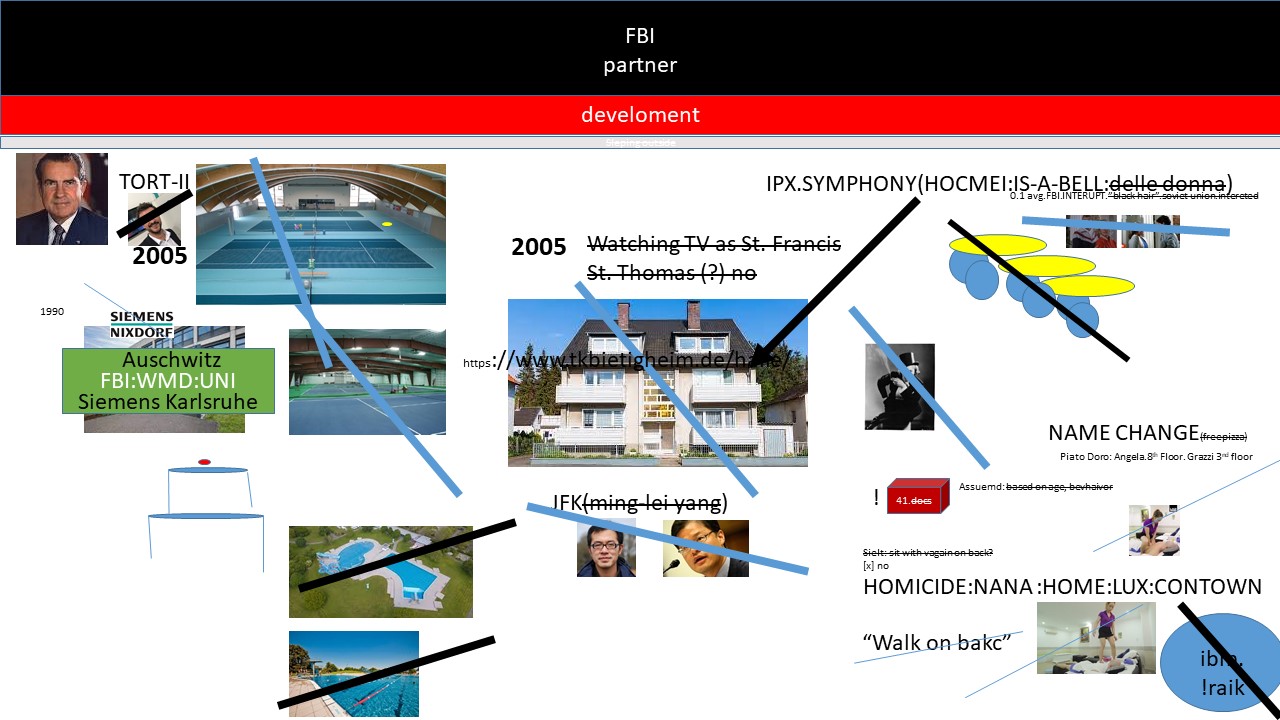 FBI
partner
develoment
Sleeping outside
TORT-II
2005
1990
SIEMENS
NIXDORF
Auschwitz
FBI:WMD:UNI
Siemens Karlsruhe
2005
Watching TV as St. Francis
St. Thomas (?) no
https://www.tkbietigheim.de/halle/
JFK(ming-lei yang)
IPX.SYMPHONY(HOCMEI:IS-A-BELL:delle donna)
0.1 avg.FBI.INTERUPT.”black hair”.soviet union.intereted
NAME CHANGE(freepizza)
Piato Doro: Angela.8th Floor. Grazzi 3nd floor
!
41.docs
Assuemd: based on age, bevhaivor
Sielt: sit with vagain on back?
[x] no
HOMICIDE:NANA :HOME:LUX:CONTOWN
“Walk on bakc”
ibm.
!raik